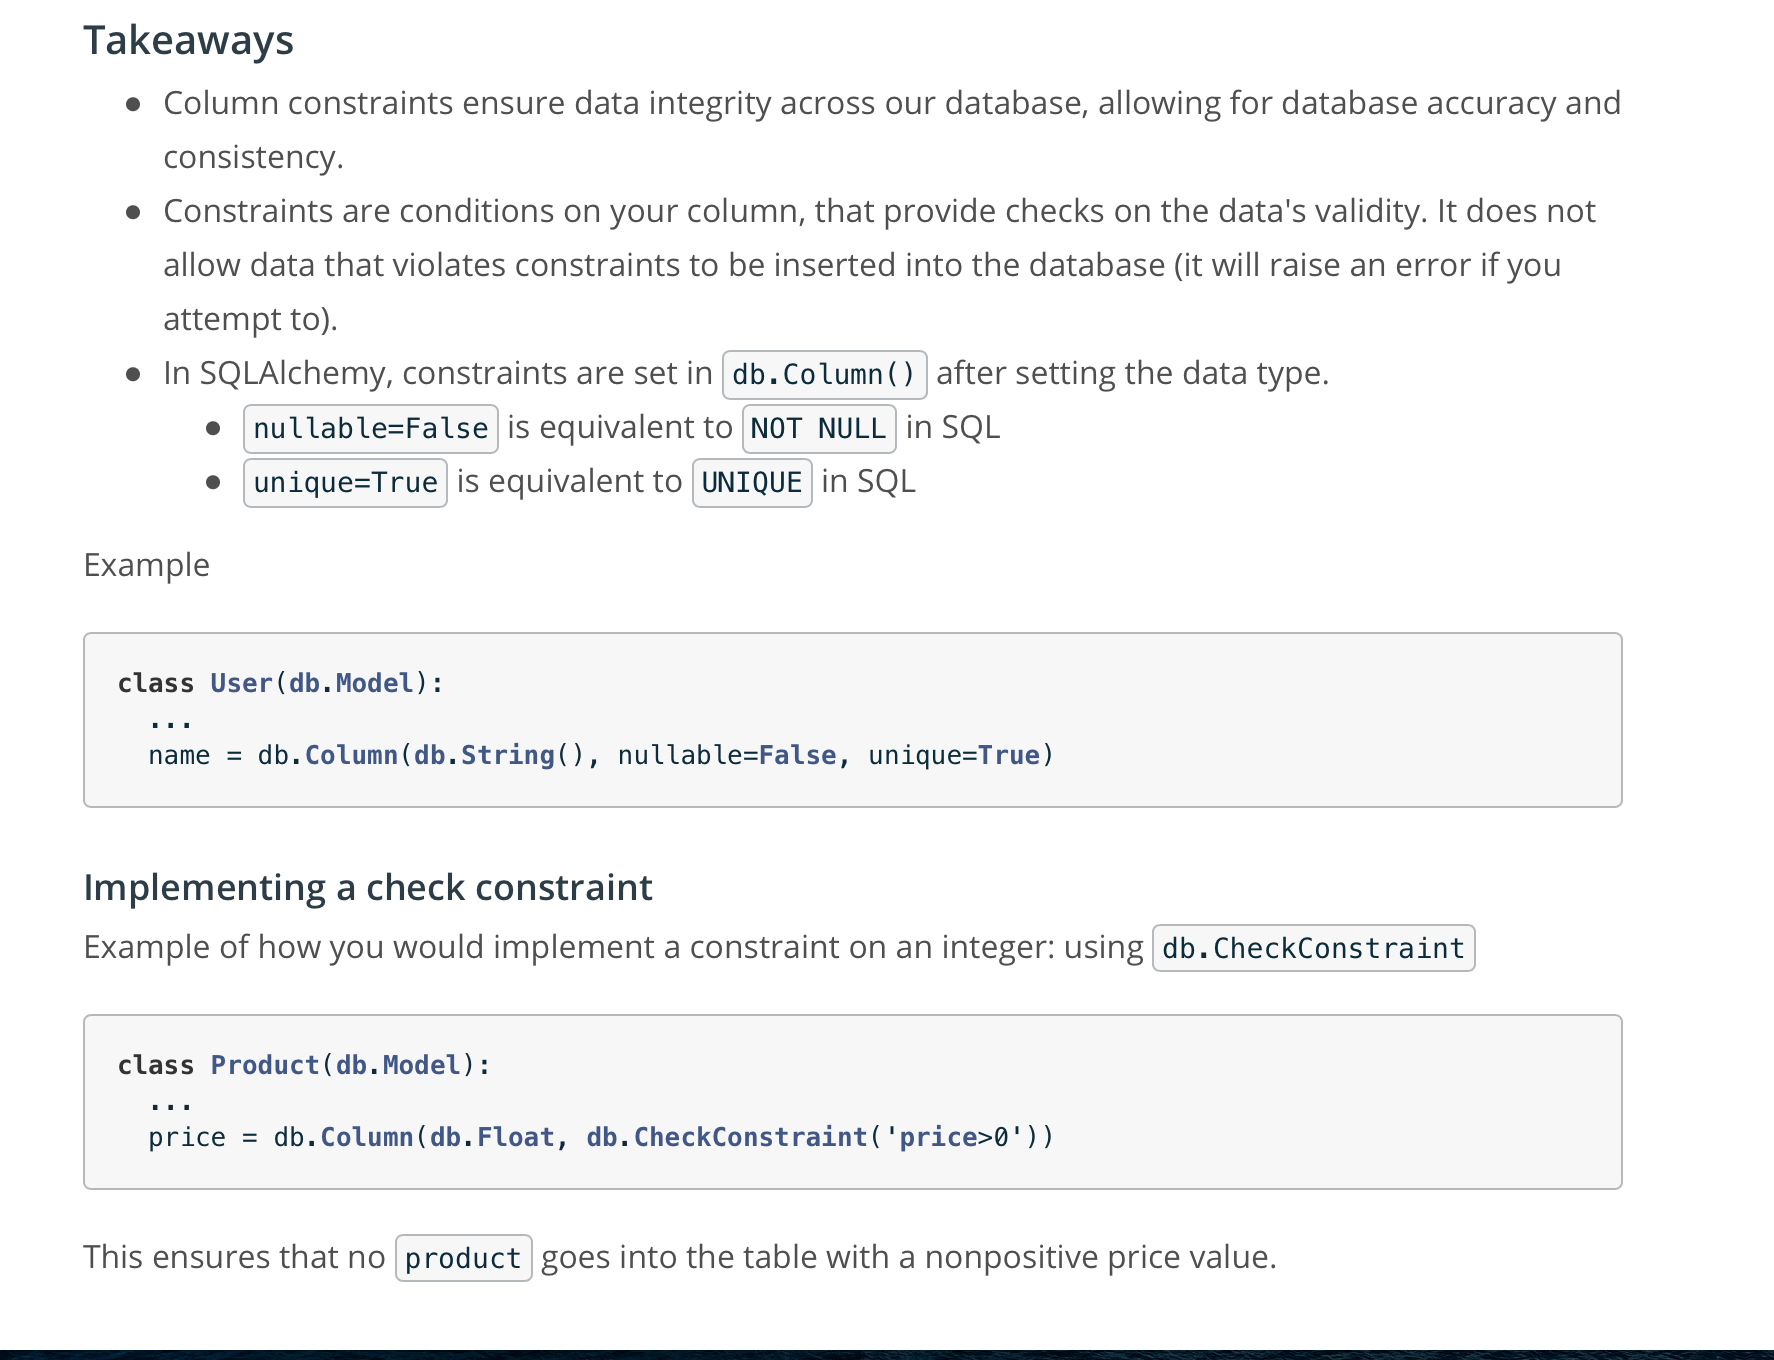 Takeaways
Column constraints ensure data integrity across our database, allowing for database accuracy and
consistency.
Constraints are conditions on your column, that provide checks on the data's validity. It does not
allow data that violates constraints to be inserted into the database (it will raise an error if you
attempt to).
In SQLAlchemy, constraints are set in db.Column() after setting the data type.
nullable=False is equivalent to NOT NULL in SQL
unique=True is equivalent to UNIQUE in SQL
Example
class User(db.Model):
...
name = db.Column(db.String(), nullable=False, unique=True)
Implementing a check constraint
Example of how you would implement a constraint on an integer: using db.CheckConstraint
class Product(db.Model):
...
price = db.Column(db.Float, db.CheckConstraint('price>0'))
This ensures that no product goes into the table with a nonpositive price value.